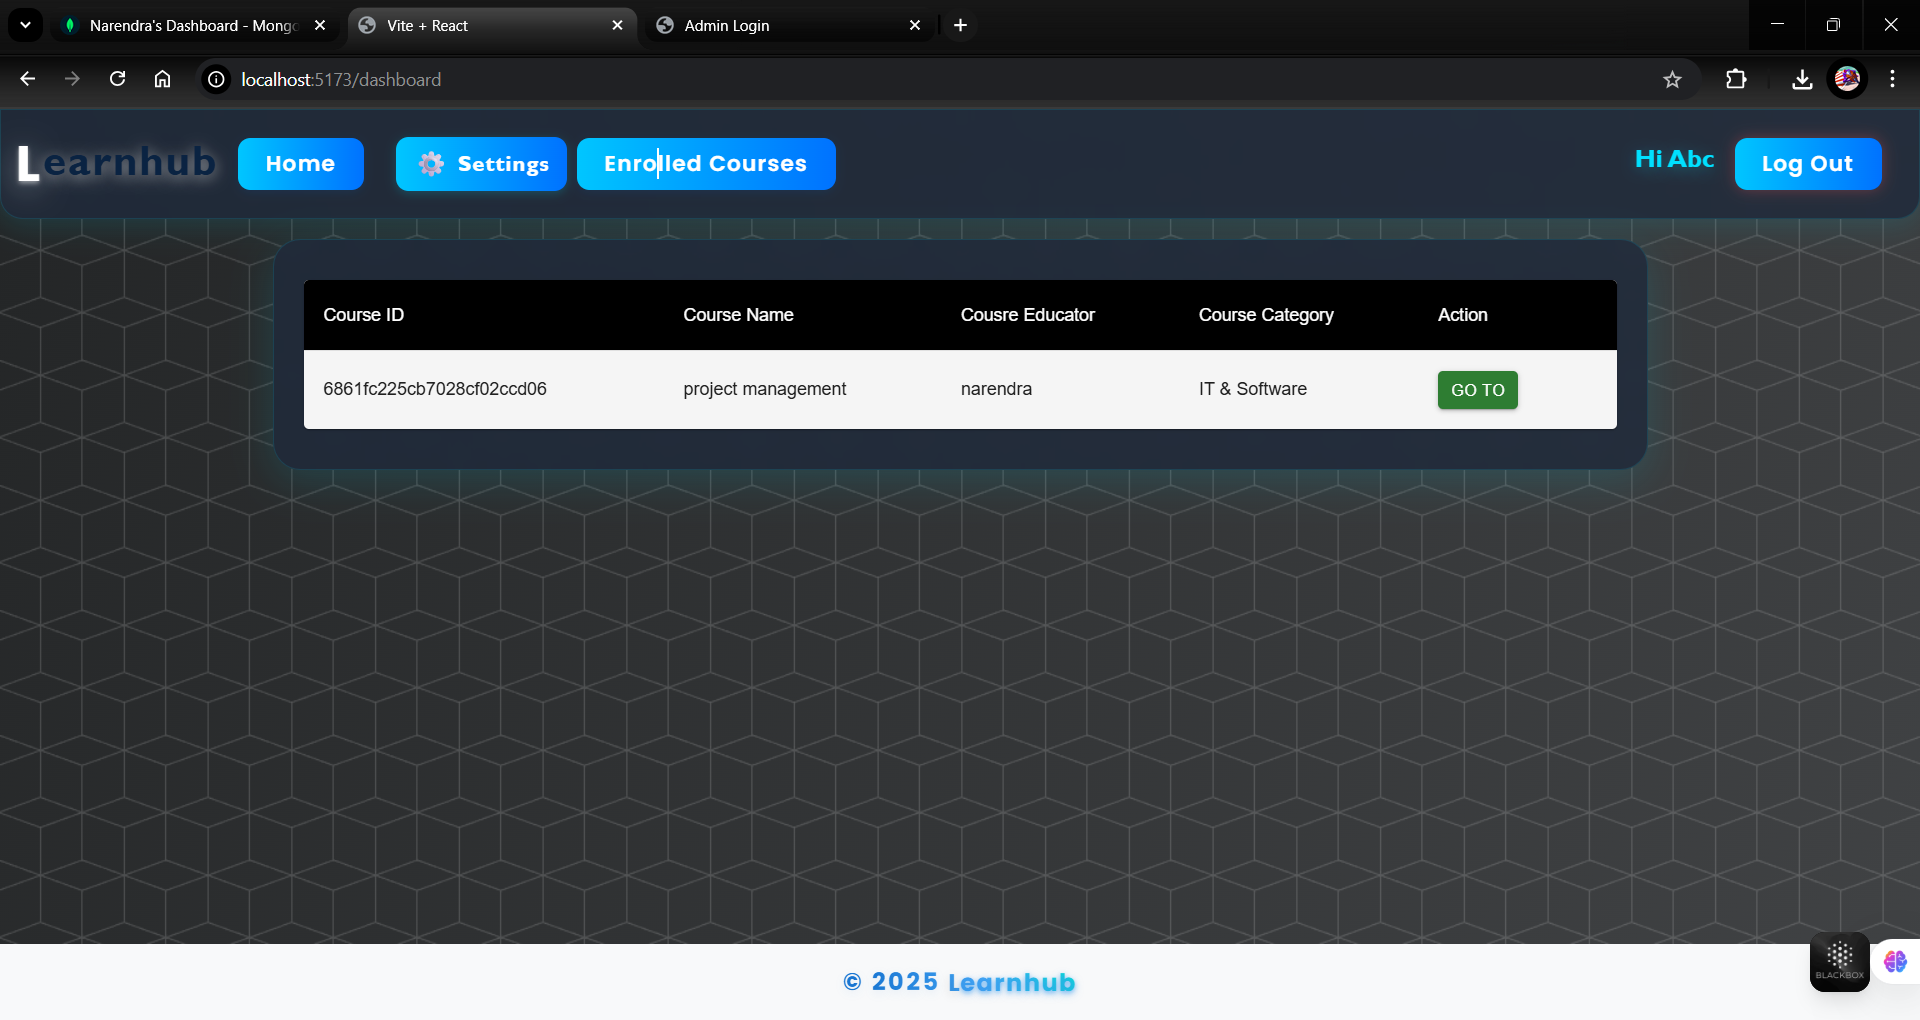 Narendra's Dashboard - Mong
Vite + React
Admin Login
localhost:5173/dashboard
Learnhub
Home
Settings
Enrolled Courses
Hi Abc
Log Out
Course ID Course Name Cousre Educator Course Category Action
6861fc225cb7028cf02ccd06 project management narendra IT & Software GO TO
© 2025 Learnhub
BLACKBOX